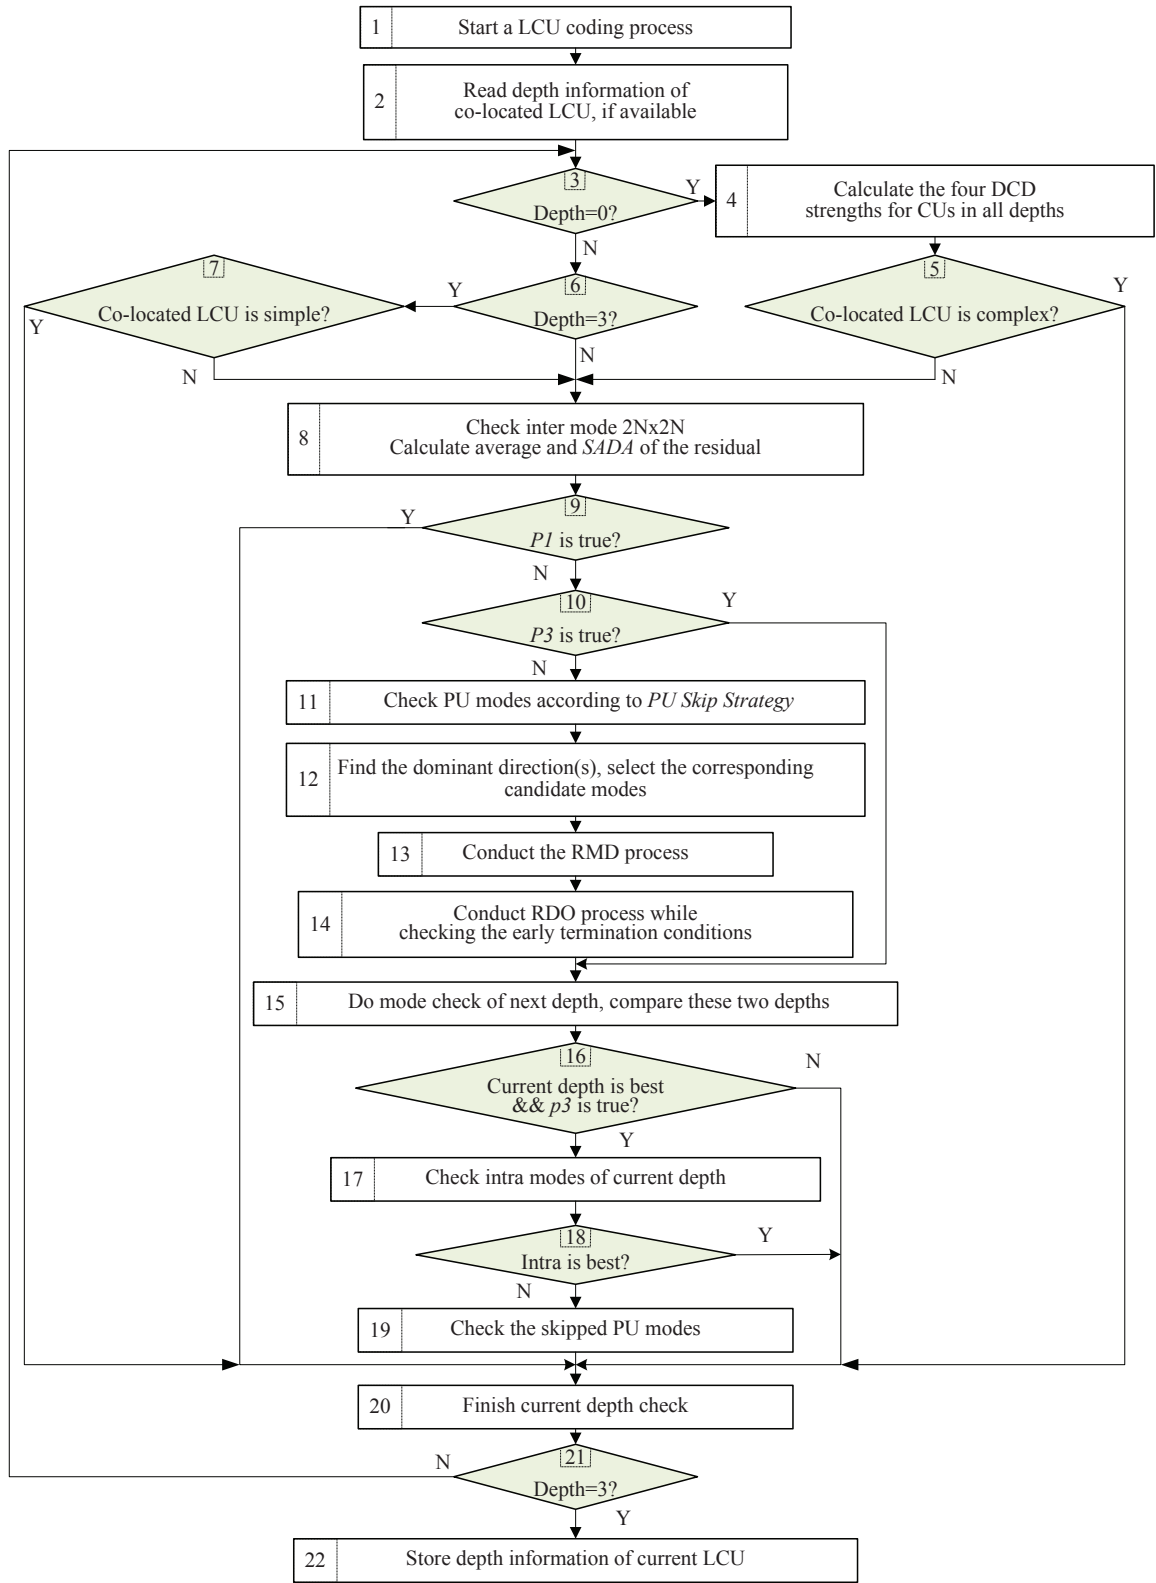 1 Start a LCU coding process
2 Read depth information of
co-located LCU, if available
3
Depth=0?
Y
N
4 Calculate the four DCD
strengths for CUs in all depths
5
Co-located LCU is complex?
Y
N
6
Depth=3?
Y
N
7
Co-located LCU is simple?
Y
N
8 Check inter mode 2Nx2N
Calculate average and SADA of the residual
9
P1 is true?
Y
N
10
P3 is true?
Y
N
11 Check PU modes according to PU Skip Strategy
12 Find the dominant direction(s), select the corresponding
candidate modes
13 Conduct the RMD process
14 Conduct RDO process while
checking the early termination conditions
15 Do mode check of next depth, compare these two depths
16
Current depth is best
&& p3 is true?
N
Y
17 Check intra modes of current depth
18
Intra is best?
Y
N
19 Check the skipped PU modes
20 Finish current depth check
21
Depth=3?
N
Y
22 Store depth information of current LCU